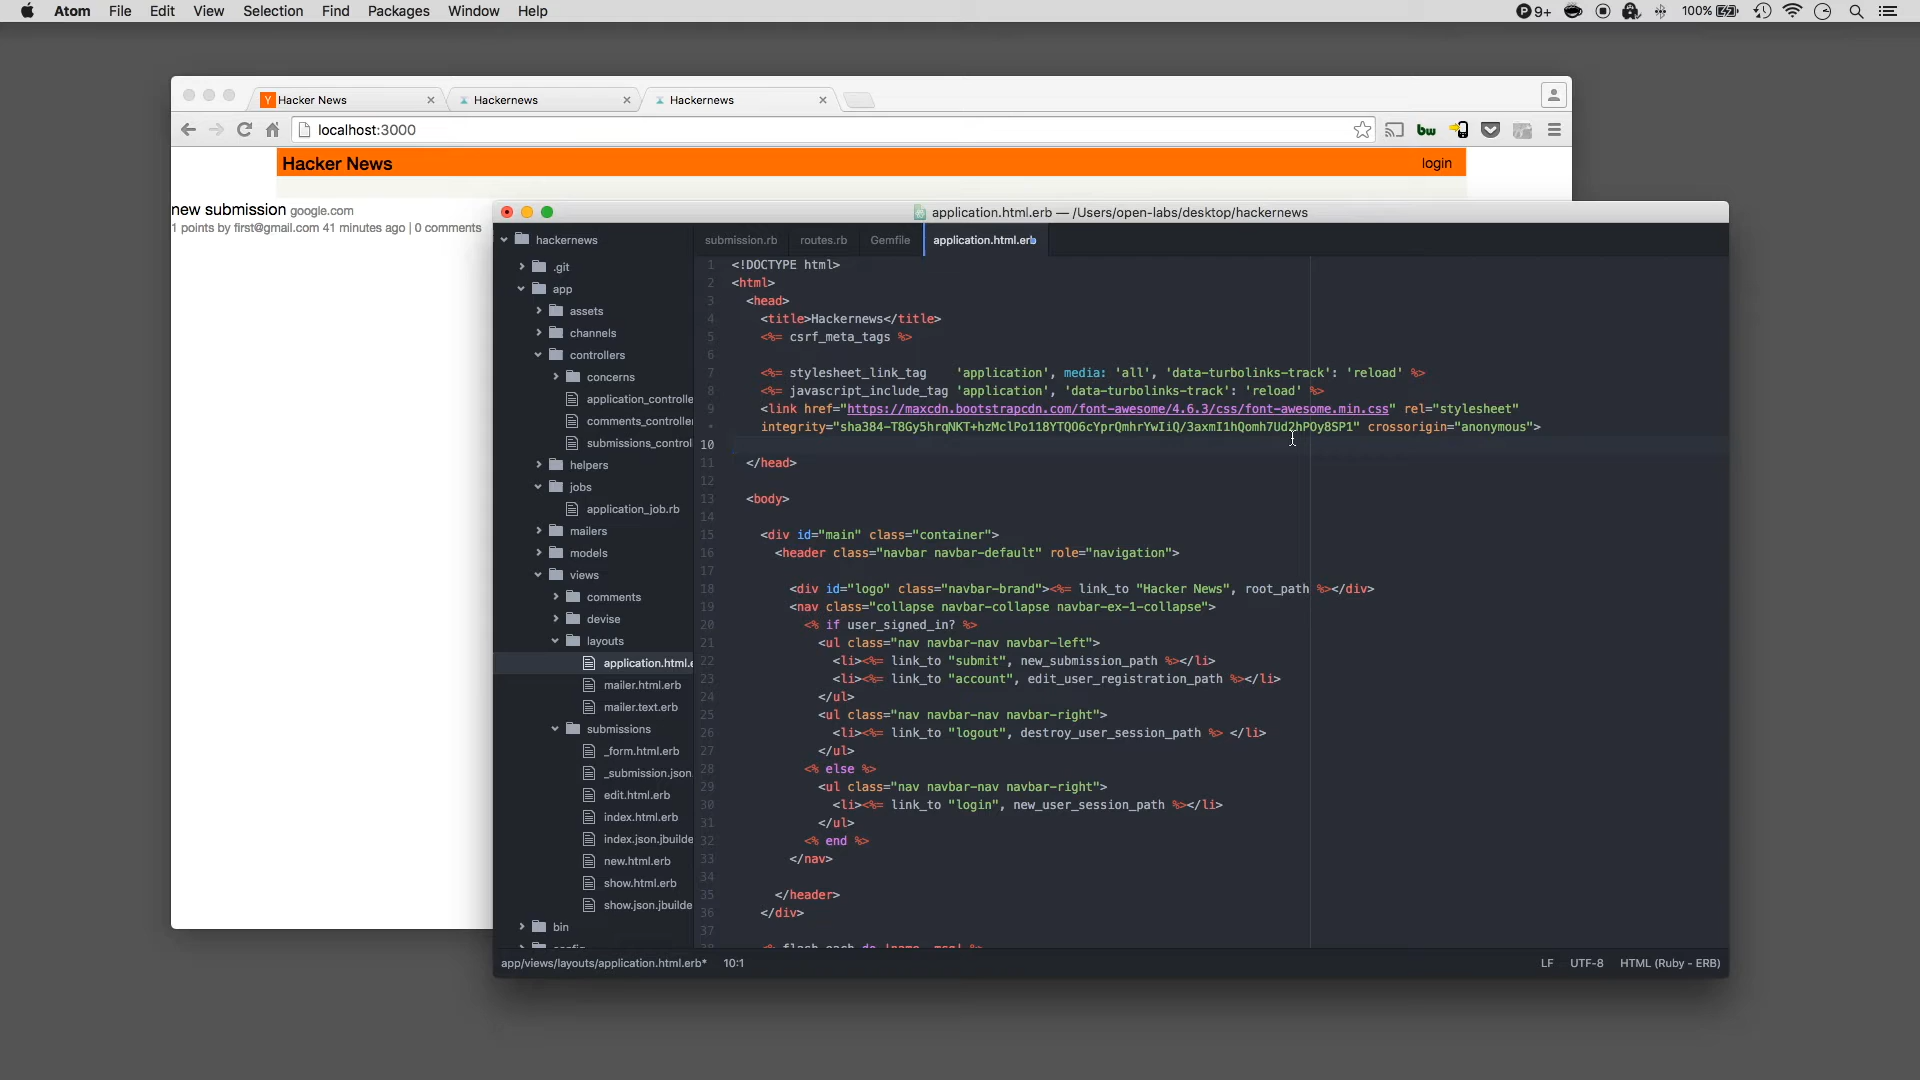 Atom File Edit View Selection Find Packages Window Help
9+ 100%
Hacker News Hackernews Hackernews
localhost:3000
Hacker News login
new submission google.com
1 points by first@gmail.com 41 minutes ago | 0 comments
application.html.erb — /Users/open-labs/desktop/hackernews
hackernews
submission.rb routes.rb Gemfile application.html.erb
.git
app
assets
channels
controllers
concerns
application_controlle
comments_controlle
submissions_control
helpers
jobs
application_job.rb
mailers
models
views
comments
devise
layouts
application.html.e
mailer.html.erb
mailer.text.erb
submissions
_form.html.erb
_submission.json.
edit.html.erb
index.html.erb
index.json.jbuilde
new.html.erb
show.html.erb
show.json.jbuilde
bin
config
1 <!DOCTYPE html>
2 <html>
3 <head>
4 <title>Hackernews</title>
5 <%= csrf_meta_tags %>
6
7 <%= stylesheet_link_tag    'application', media: 'all', 'data-turbolinks-track': 'reload' %>
8 <%= javascript_include_tag 'application', 'data-turbolinks-track': 'reload' %>
9 <link href="https://maxcdn.bootstrapcdn.com/font-awesome/4.6.3/css/font-awesome.min.css" rel="stylesheet"
• integrity="sha384-T8Gy5hrqNKT+hzMclPo118YTQO6cYprQmhrYwIiQ/3axmI1hQomh7Ud2hPOy8SP1" crossorigin="anonymous">
10
11 </head>
12
13 <body>
14
15 <div id="main" class="container">
16 <header class="navbar navbar-default" role="navigation">
17
18 <div id="logo" class="navbar-brand"><%= link_to "Hacker News", root_path %></div>
19 <nav class="collapse navbar-collapse navbar-ex-1-collapse">
20 <% if user_signed_in? %>
21 <ul class="nav navbar-nav navbar-left">
22 <li><%= link_to "submit", new_submission_path %></li>
23 <li><%= link_to "account", edit_user_registration_path %></li>
24 </ul>
25 <ul class="nav navbar-nav navbar-right">
26 <li><%= link_to "logout", destroy_user_session_path %> </li>
27 </ul>
28 <% else %>
29 <ul class="nav navbar-nav navbar-right">
30 <li><%= link_to "login", new_user_session_path %></li>
31 </ul>
32 <% end %>
33 </nav>
34
35 </header>
36 </div>
37
38 <% flash.each do |name, msg| %>
app/views/layouts/application.html.erb* 10:1 LF UTF-8 HTML (Ruby - ERB)